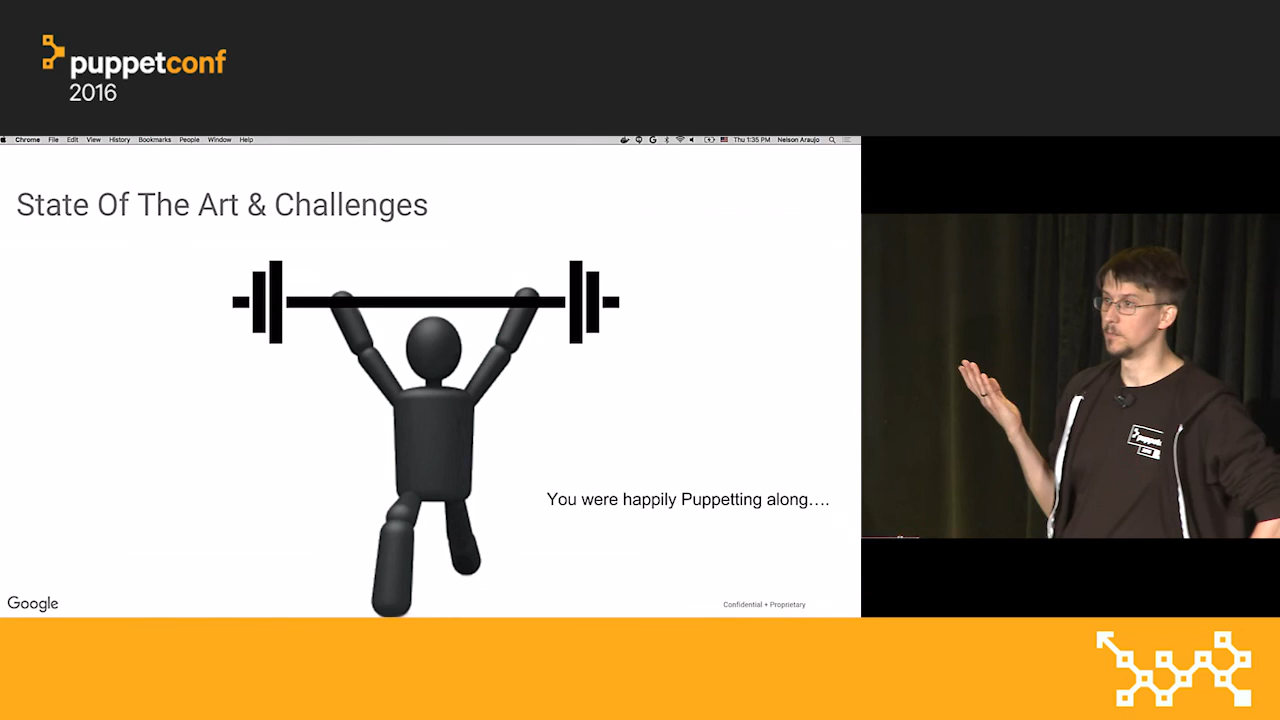 puppetconf
2016
Chrome File Edit View History Bookmarks People Window Help
Thu 1:35 PM Nelson Araujo
State Of The Art & Challenges
You were happily Puppetting along....
Google
Confidential + Proprietary